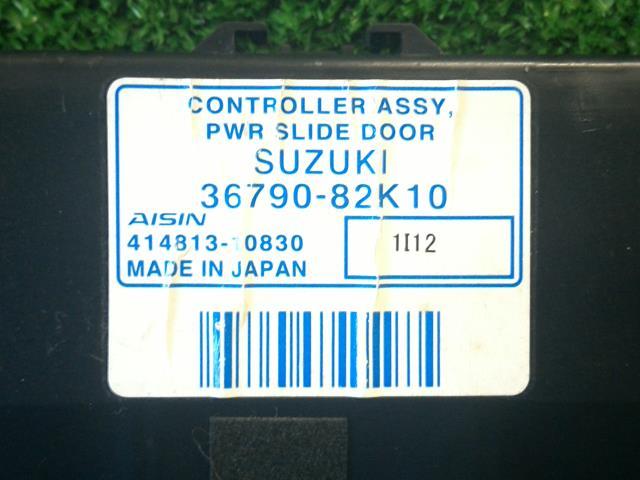 CONTROLLER ASSY,
PWR SLIDE DOOR
SUZUKI
36790-82K10
AISIN
414813-10830 1I12
MADE IN JAPAN